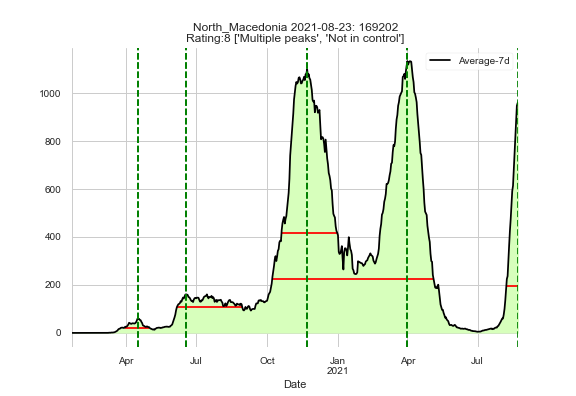 North_Macedonia 2021-08-23: 169202
Rating:8 ['Multiple peaks', 'Not in control']
Average-7d
1000
800
600
400
200
0
Apr
Jul
Oct
Jan
2021
Apr
Jul
Date